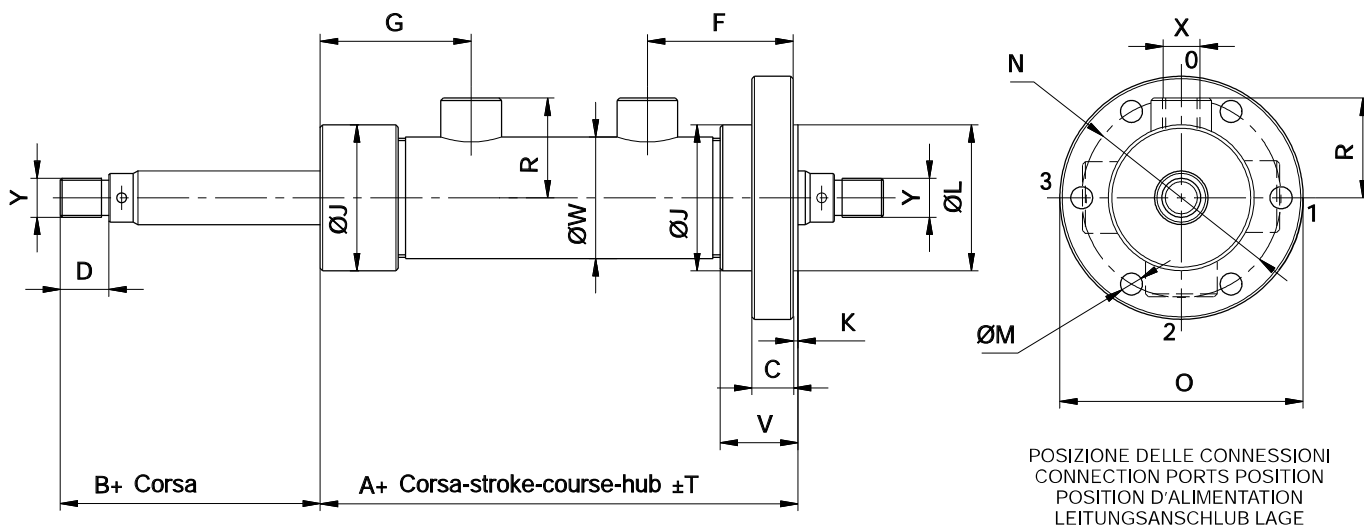 G
F
X
0
N
R
R
Y
ØJ
ØW
ØJ
Y
ØL
3
1
D
K
ØM
2
C
O
V
B+ Corsa
A+ Corsa-stroke-course-hub ±T
POSIZIONE DELLE CONNESSIONI
CONNECTION PORTS POSITION
POSITION D'ALIMENTATION
LEITUNGSANSCHLUB LAGE